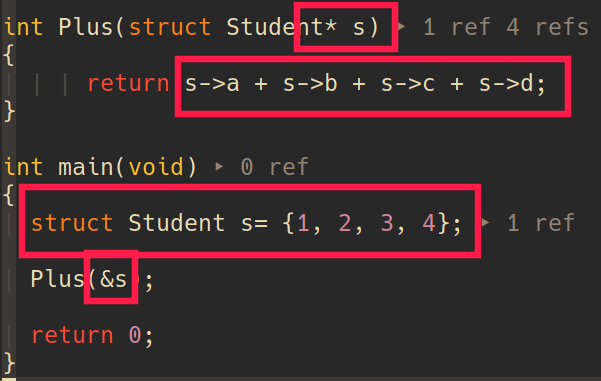 int Plus(struct Student* s) ▸ 1 ref 4 refs
{
return s->a + s->b + s->c + s->d;
}
int main(void) ▸ 0 ref
{
struct Student s= {1, 2, 3, 4}; ▸ 1 ref
Plus(&s);
return 0;
}